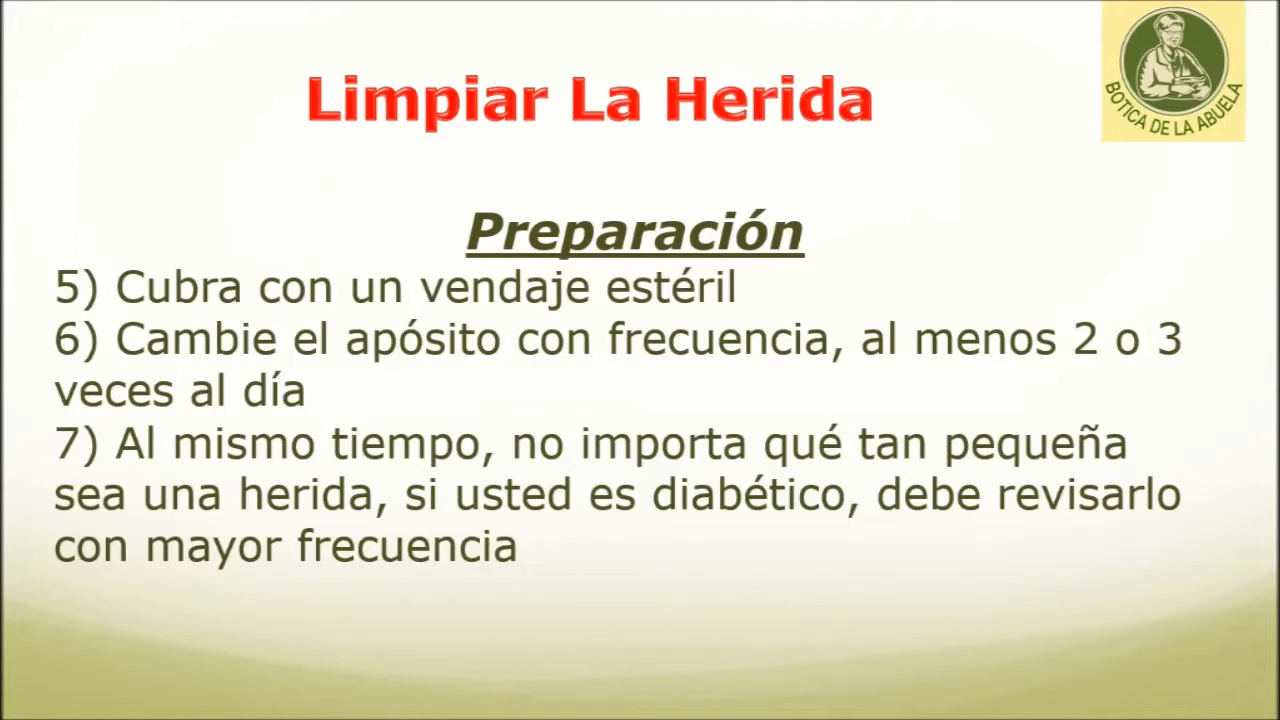 Limpiar La Herida
BOTICA DE LA ABUELA
Preparación
5) Cubra con un vendaje estéril
6) Cambie el apósito con frecuencia, al menos 2 o 3
veces al día
7) Al mismo tiempo, no importa qué tan pequeña
sea una herida, si usted es diabético, debe revisarlo
con mayor frecuencia